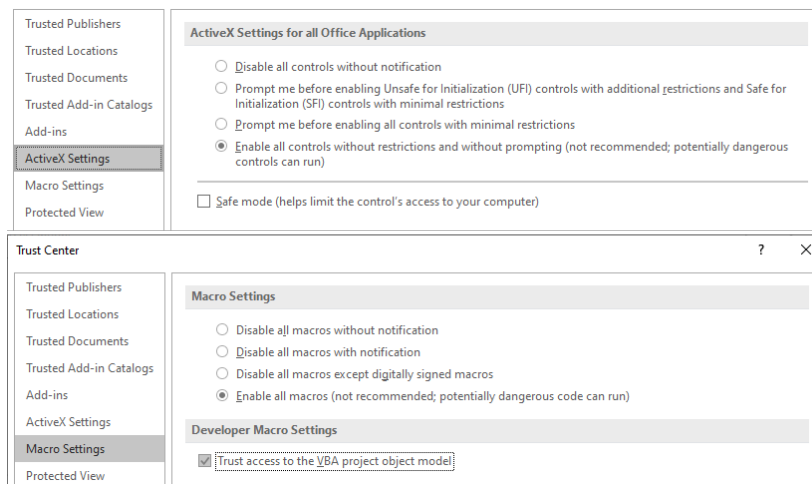 Trusted Publishers
Trusted Locations
Trusted Documents
Trusted Add-in Catalogs
Add-ins
ActiveX Settings
Macro Settings
Protected View
ActiveX Settings for all Office Applications
Disable all controls without notification
Prompt me before enabling Unsafe for Initialization (UFI) controls with additional restrictions and Safe for
Initialization (SFI) controls with minimal restrictions
Prompt me before enabling all controls with minimal restrictions
Enable all controls without restrictions and without prompting (not recommended; potentially dangerous
controls can run)
Safe mode (helps limit the control's access to your computer)
Trust Center
?
Trusted Publishers
Trusted Locations
Trusted Documents
Trusted Add-in Catalogs
Add-ins
ActiveX Settings
Macro Settings
Protected View
Macro Settings
Disable all macros without notification
Disable all macros with notification
Disable all macros except digitally signed macros
Enable all macros (not recommended; potentially dangerous code can run)
Developer Macro Settings
Trust access to the VBA project object model